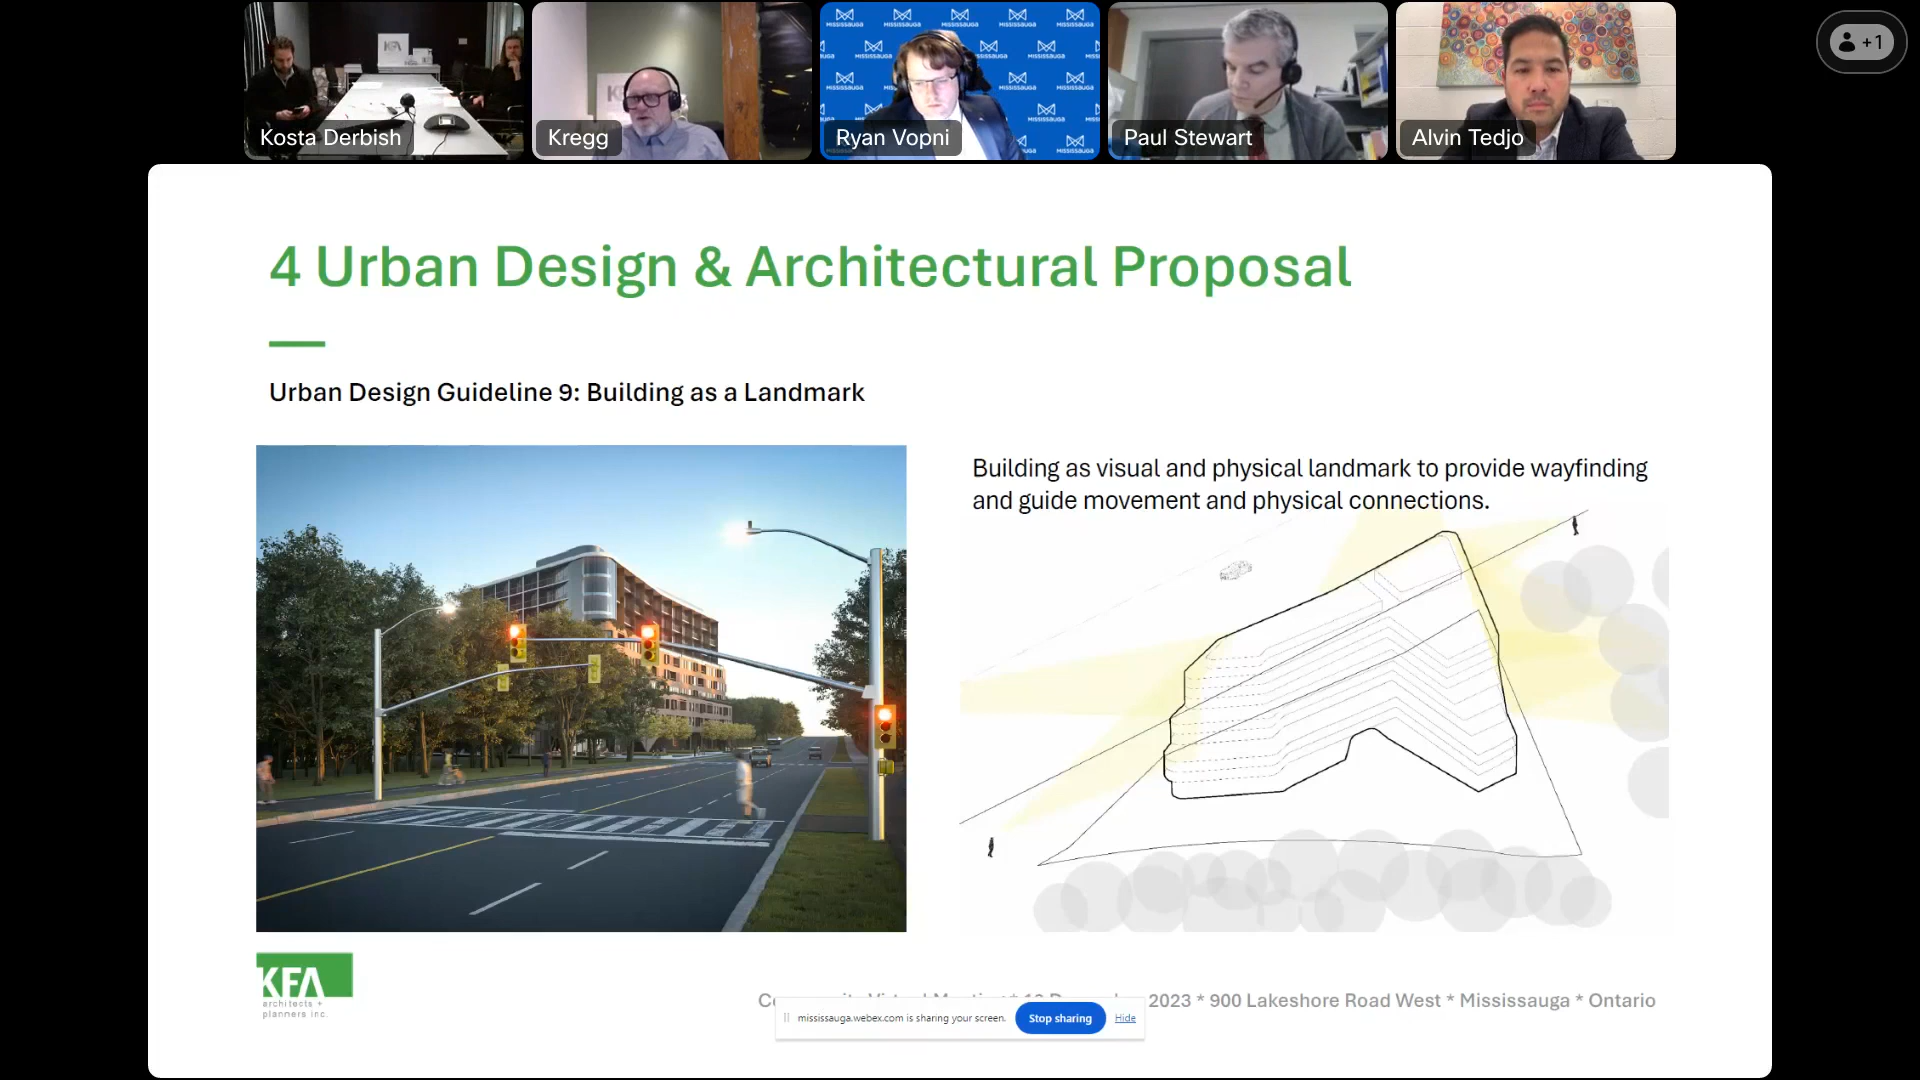 Kosta Derbish
Kregg
Ryan Vopni
Paul Stewart
Alvin Tedjo
+1
4 Urban Design & Architectural Proposal
Urban Design Guideline 9: Building as a Landmark
Building as visual and physical landmark to provide wayfinding
and guide movement and physical connections.
KFA
architects +
planners inc.
2023 * 900 Lakeshore Road West * Mississauga * Ontario
mississauga.webex.com is sharing your screen.
Stop sharing
Hide